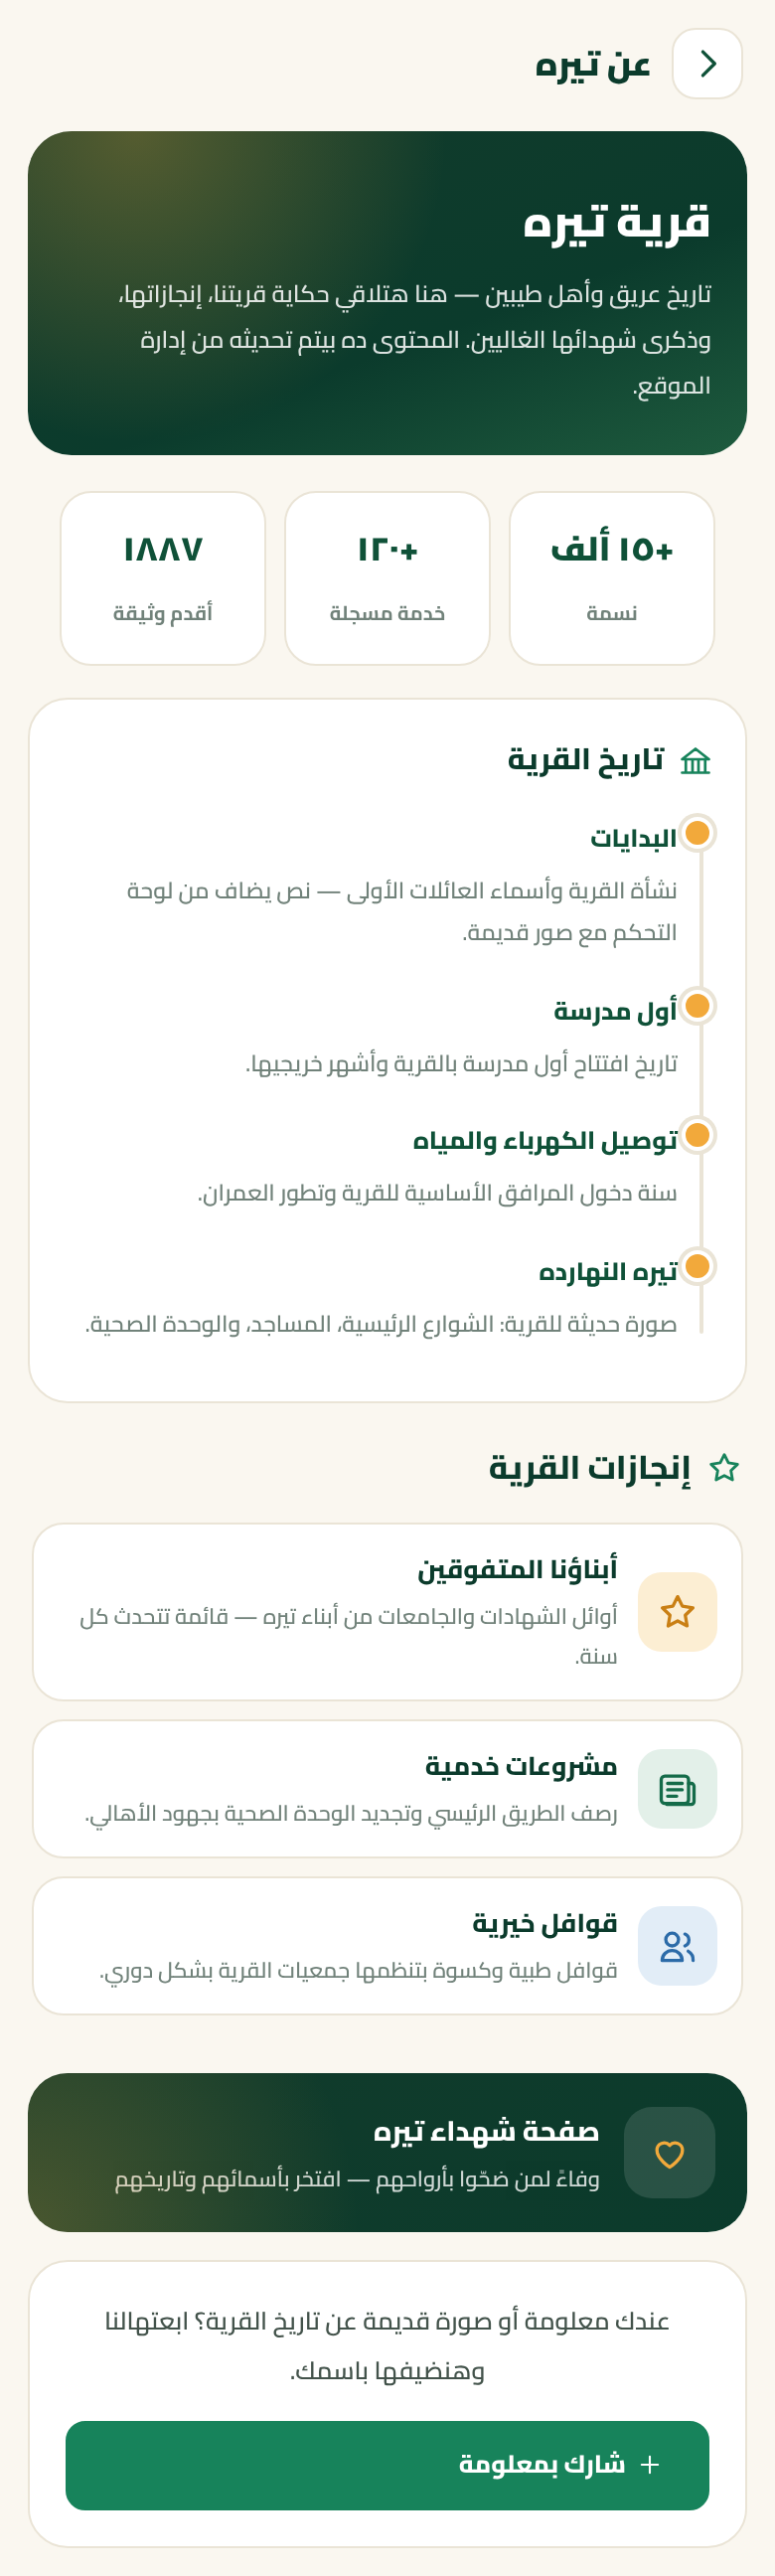 عن تيره
قرية تيره
تاريخ عريق وأهل طيبين — هنا هتلاقي حكاية قريتنا، إنجازاتها،
وذكرى شهدائها الغاليين. المحتوى ده بيتم تحديثه من إدارة
الموقع.
+١٥ ألف
نسمة
+١٢٠
خدمة مسجلة
١٨٨٧
أقدم وثيقة
تاريخ القرية
البدايات
نشأة القرية وأسماء العائلات الأولى — نص يضاف من لوحة
التحكم مع صور قديمة.
أول مدرسة
تاريخ افتتاح أول مدرسة بالقرية وأشهر خريجيها.
توصيل الكهرباء والمياه
سنة دخول المرافق الأساسية للقرية وتطور العمران.
تيره النهارده
صورة حديثة للقرية: الشوارع الرئيسية، المساجد، والوحدة الصحية.
إنجازات القرية
أبناؤنا المتفوقين
أوائل الشهادات والجامعات من أبناء تيره — قائمة تتحدث كل
سنة.
مشروعات خدمية
رصف الطريق الرئيسي وتجديد الوحدة الصحية بجهود الأهالي.
قوافل خيرية
قوافل طبية وكسوة بتنظمها جمعيات القرية بشكل دوري.
صفحة شهداء تيره
وفاءً لمن ضحّوا بأرواحهم — افتخر بأسمائهم وتاريخهم
عندك معلومة أو صورة قديمة عن تاريخ القرية؟ ابعتهالنا
وهنضيفها باسمك.
شارك بمعلومة